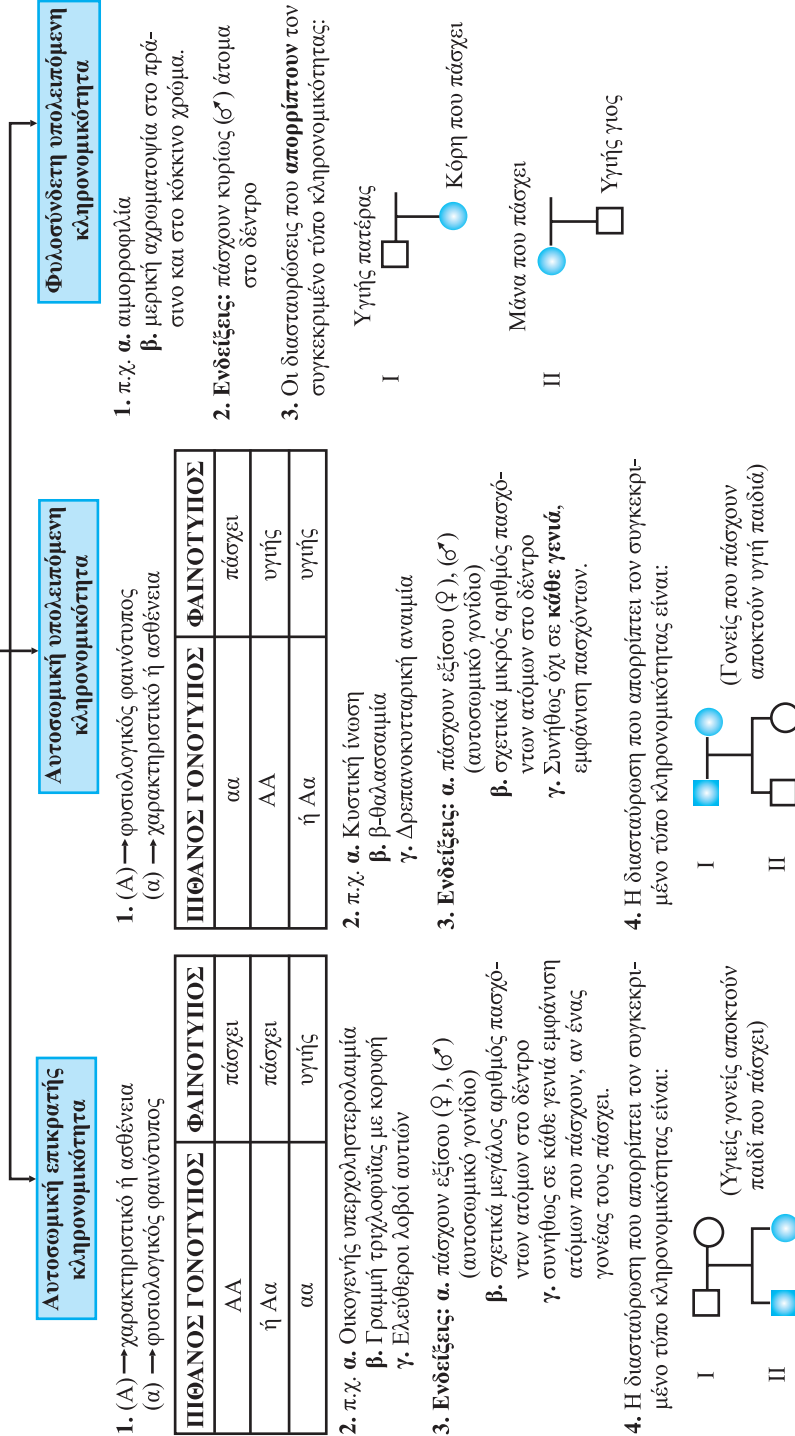 Αυτοσωμική επικρατής
κληρονομικότητα
1. (Α) → χαρακτηριστικό ή ασθένεια
(α) → φυσιολογικός φαινότυπος
ΠΙΘΑΝΟΣ ΓΟΝΟΤΥΠΟΣ ΦΑΙΝΟΤΥΠΟΣ
ΑΑ πάσχει
ή Αα πάσχει
αα υγιής
2. π.χ. α. Οικογενής υπερχοληστερολαιμία
β. Γραμμή τριχλοφυΐας με κορυφή
γ. Ελεύθεροι λοβοί αυτιών
3. Ενδείξεις: α. πάσχουν εξίσου (♀), (♂)
(αυτοσωμικό γονίδιο)
β. σχετικά μεγάλος αριθμός πασχό-
ντων ατόμων στο δέντρο
γ. συνήθως σε κάθε γενιά εμφάνιση
ατόμων που πάσχουν, αν ένας
γονέας τους πάσχει.
4. Η διασταύρωση που απορρίπτει τον συγκεκρι-
μένο τύπο κληρονομικότητας είναι:
I
(Υγιείς γονείς αποκτούν
παιδί που πάσχει)
II
Αυτοσωμική υπολειπόμενη
κληρονομικότητα
1. (Α) → φυσιολογικός φαινότυπος
(α) → χαρακτηριστικό ή ασθένεια
ΠΙΘΑΝΟΣ ΓΟΝΟΤΥΠΟΣ ΦΑΙΝΟΤΥΠΟΣ
αα πάσχει
ΑΑ υγιής
ή Αα υγιής
2. π.χ. α. Κυστική ίνωση
β. β-θαλασσαιμία
γ. Δρεπανοκυτταρική αναιμία
3. Ενδείξεις: α. πάσχουν εξίσου (♀), (♂)
(αυτοσωμικό γονίδιο)
β. σχετικά μικρός αριθμός πασχό-
ντων ατόμων στο δέντρο
γ. Συνήθως όχι σε κάθε γενιά,
εμφάνιση πασχόντων.
4. Η διασταύρωση που απορρίπτει τον συγκεκρι-
μένο τύπο κληρονομικότητας είναι:
I
(Γονείς που πάσχουν
αποκτούν υγιή παιδιά)
II
Φυλοσύνδετη υπολειπόμενη
κληρονομικότητα
1. π.χ. α. αιμορροφιλία
β. μερική αχρωματοψία στο πρά-
σινο και στο κόκκινο χρώμα.
2. Ενδείξεις: πάσχουν κυρίως (♂) άτομα
στο δέντρο
3. Οι διασταυρώσεις που απορρίπτουν τον
συγκεκριμένο τύπο κληρονομικότητας:
Υγιής πατέρας
I
Κόρη που πάσχει
Μάνα που πάσχει
II
Υγιής γιος